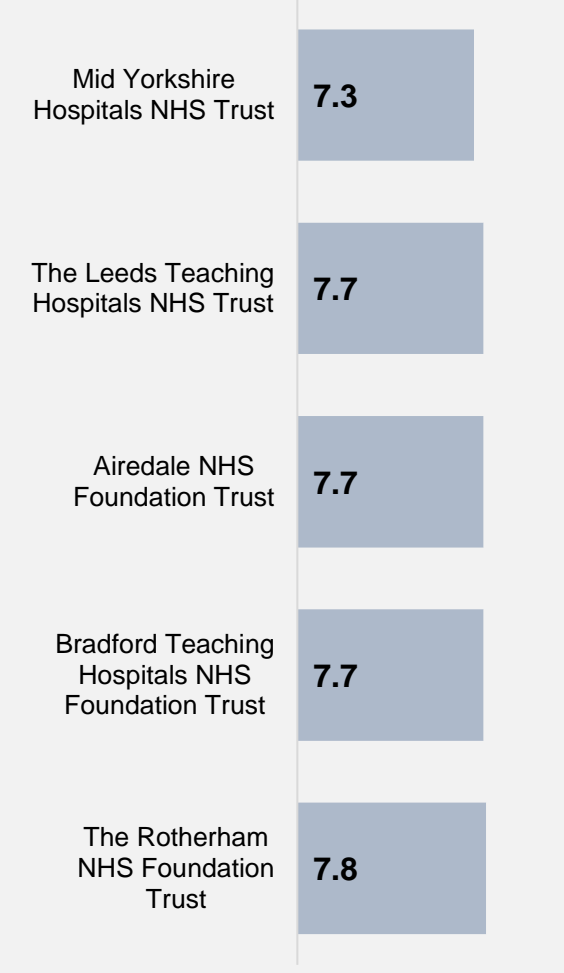 Mid Yorkshire
Hospitals NHS Trust
7.3
The Leeds Teaching
Hospitals NHS Trust
7.7
Airedale NHS
Foundation Trust
7.7
Bradford Teaching
Hospitals NHS
Foundation Trust
7.7
The Rotherham
NHS Foundation
Trust
7.8